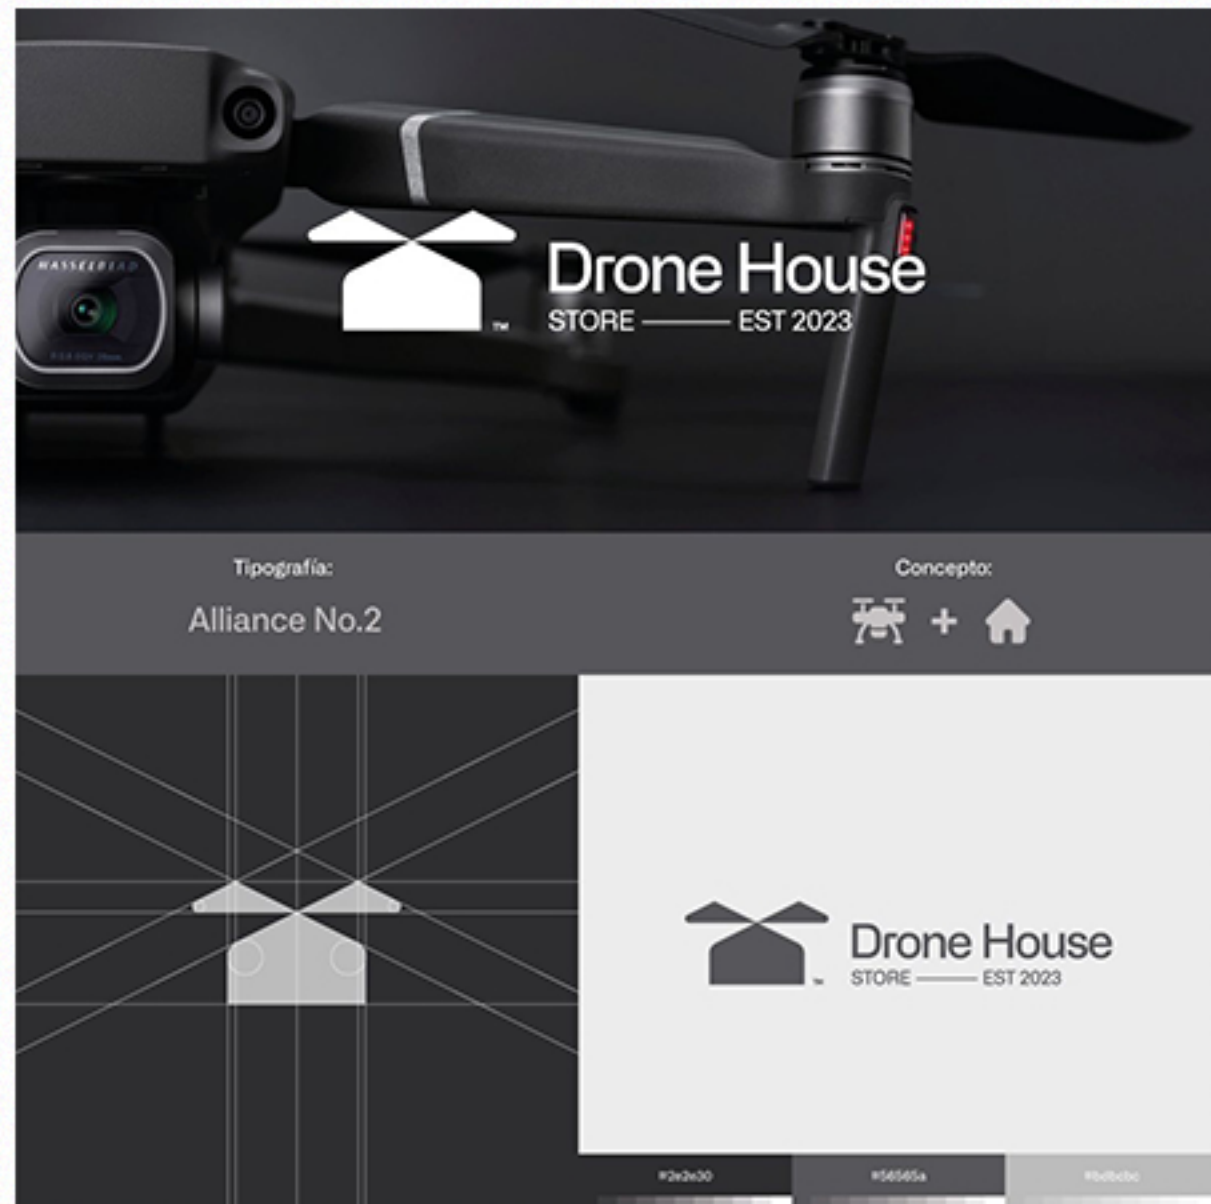 HASSELBLAD
Drone House
™
STORE EST 2023
Tipografía:
Alliance No.2
Concepto:
+
Drone House
™
STORE EST 2023
#2e2e30
#56565a
#bdbcbc